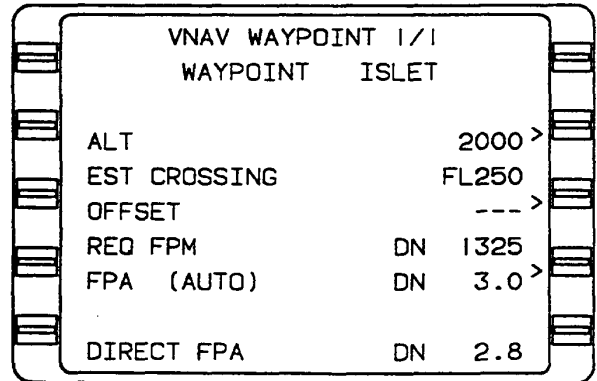 VNAV WAYPOINT 1/1
WAYPOINT ISLET
ALT 2000 >
EST CROSSING FL250
OFFSET --- >
REQ FPM DN 1325
FPA (AUTO) DN 3.0 >
DIRECT FPA DN 2.8